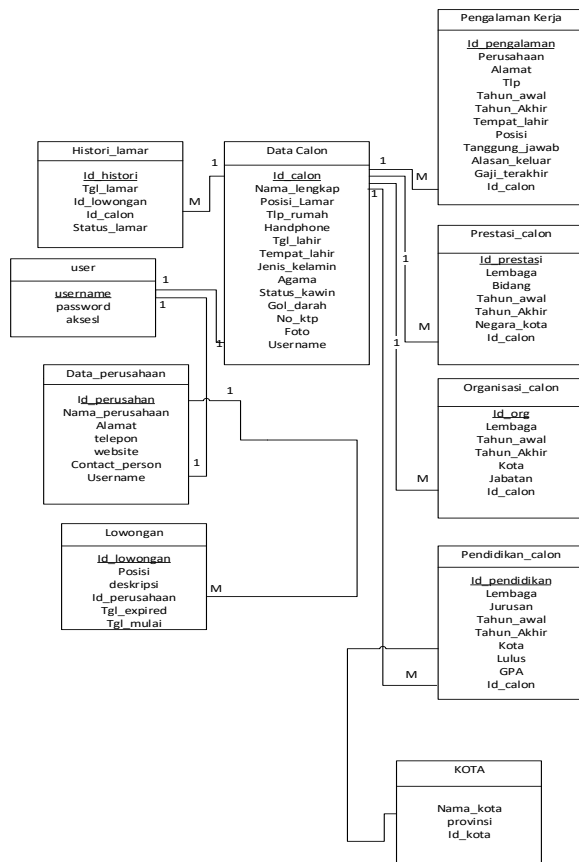 Pengalaman Kerja
Id_pengalaman
Perusahaan
Alamat
Tlp
Tahun_awal
Tahun_Akhir
Tempat_lahir
Posisi
Tanggung_jawab
Alasan_keluar
Gaji_terakhir
Id_calon
Histori_lamar
Id_histori
Tgl_lamar
Id_lowongan
Id_calon
Status_lamar
Data Calon
Id_calon
Nama_lengkap
Posisi_Lamar
Tlp_rumah
Handphone
Tgl_lahir
Tempat_lahir
Jenis_kelamin
Agama
Status_kawin
Gol_darah
No_ktp
Foto
Username
1
M
1
M
1
Prestasi_calon
Id_prestasi
Lembaga
Bidang
Tahun_awal
Tahun_Akhir
Negara_kota
Id_calon
1
M
user
username
password
aksesl
1
1
1
Data_perusahaan
Id_perusahan
Nama_perusahaan
Alamat
telepon
website
Contact_person
Username
1
1
Organisasi_calon
Id_org
Lembaga
Tahun_awal
Tahun_Akhir
Kota
Jabatan
Id_calon
1
M
Lowongan
Id_lowongan
Posisi
deskripsi
Id_perusahaan
Tgl_expired
Tgl_mulai
M
Pendidikan_calon
Id_pendidikan
Lembaga
Jurusan
Tahun_awal
Tahun_Akhir
Kota
Lulus
GPA
Id_calon
M
KOTA
Nama_kota
provinsi
Id_kota